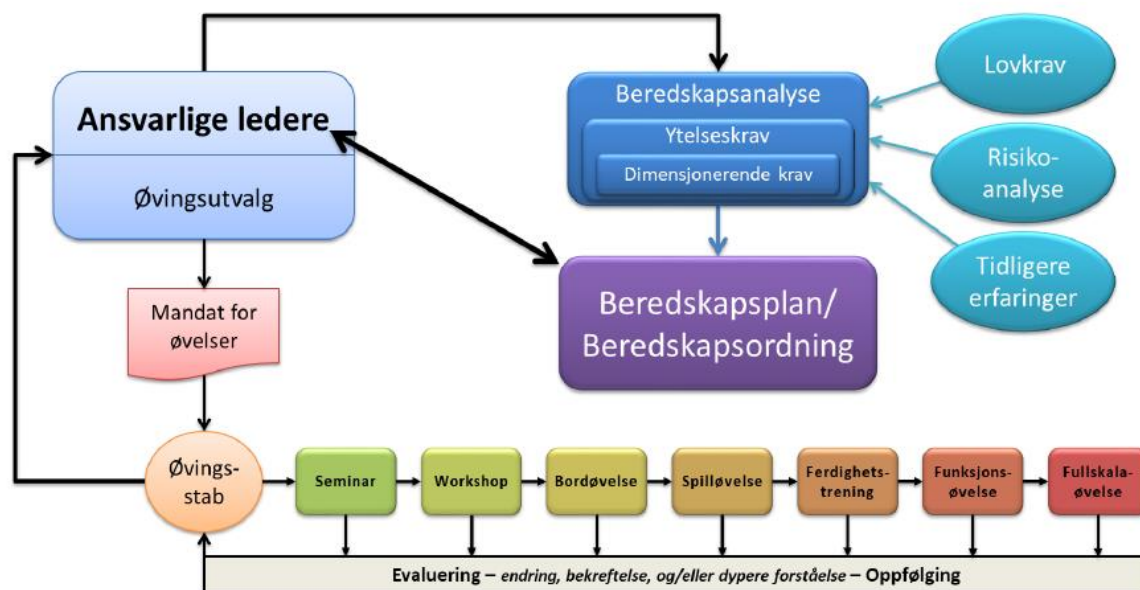 Ansvarlige ledere
Øvingsutvalg
Mandat for
øvelser
Øvings-
stab
Beredskapsanalyse
Ytelseskrav
Dimensjonerende krav
Lovkrav
Risiko-
analyse
Tidligere
erfaringer
Beredskapsplan/
Beredskapsordning
Seminar
Workshop
Bordøvelse
Spilløvelse
Ferdighets-
trening
Funksjons-
øvelse
Fullskala-
øvelse
Evaluering – endring, bekreftelse, og/eller dypere forståelse – Oppfølging